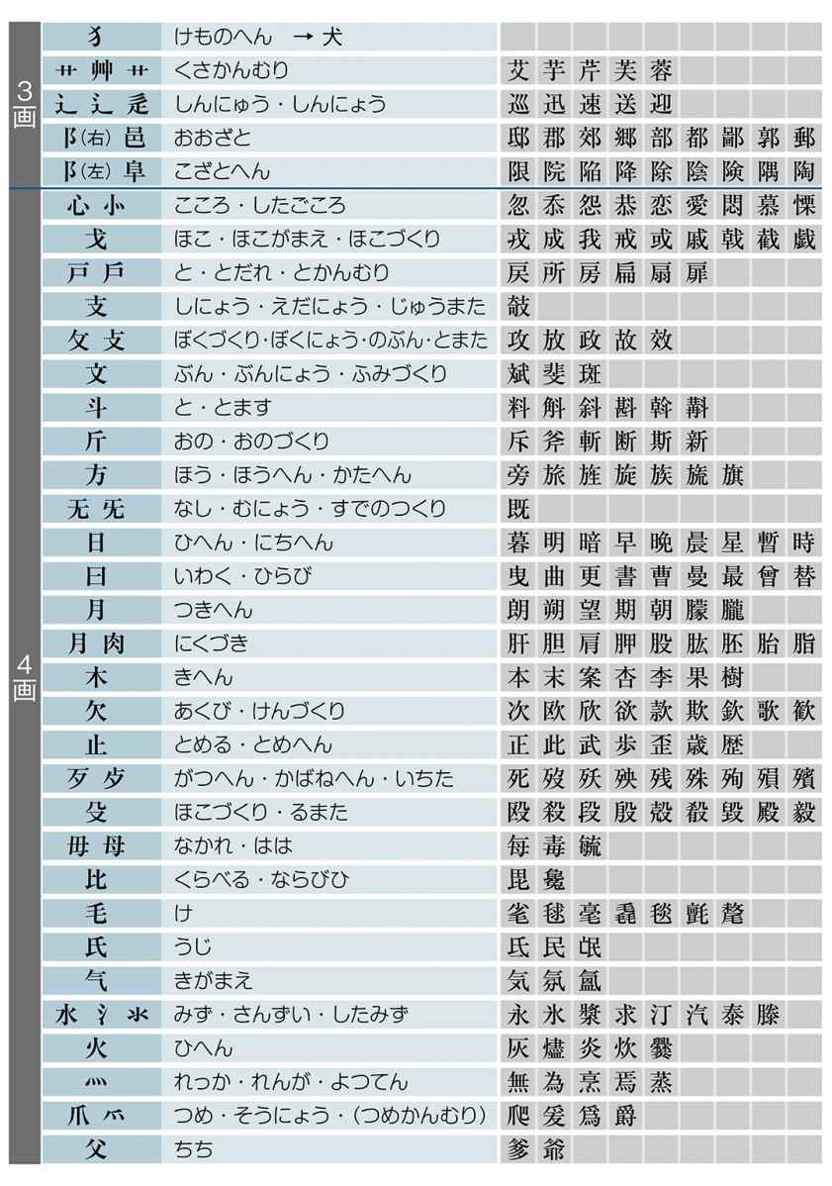 3画
犭 けものへん → 犬
艹 艸 艹 くさかんむり 艾 芋 芹 芙 蓉
辶 辶 辵 しんにゅう・しんにょう 巡 迅 速 送 迎
阝(右) 邑 おおざと 邸 郡 郊 郷 部 都 鄙 郭 郵
阝(左) 阜 こざとへん 限 院 陥 降 除 陰 険 隅 陶
4画
心 㣺 こころ・したごころ 忽 忝 怨 恭 恋 愛 悶 慕 慄
戈 ほこ・ほこがまえ・ほこづくり 戎 成 我 戒 或 戚 戟 截 戯
戸 戶 と・とだれ・とかんむり 戻 所 房 扁 扇 扉
支 しにょう・えだにょう・じゅうまた 攲
攵 攴 ぼくづくり・ぼくにょう・のぶん・とまた 攻 放 政 故 效
文 ぶん・ぶんにょう・ふみづくり 斌 斐 斑
斗 と・とます 料 斛 斜 斟 斡 斠
斤 おの・おのづくり 斥 斧 斬 断 斯 新
方 ほう・ほうへん・かたへん 旁 旅 旌 旋 族 旒 旗
无 旡 なし・むにょう・すでのつくり 既
日 ひへん・にちへん 暮 明 暗 早 晩 晨 星 暫 時
曰 いわく・ひらび 曳 曲 更 書 曹 曼 最 曾 替
月 つきへん 朗 朔 望 期 朝 朦 朧
月 肉 にくづき 肝 胆 肩 胛 股 肱 胚 胎 脂
木 きへん 本 末 案 杏 李 果 樹
欠 あくび・けんづくり 次 欧 欣 欲 款 欺 欽 歌 歓
止 とめる・とめへん 正 此 武 歩 歪 歳 歴
歹 歺 がつへん・かばねへん・いちた 死 歿 殀 殃 残 殊 殉 殞 殯
殳 ほこづくり・るまた 殴 殺 段 殷 殻 殽 毀 殿 毅
毋 母 なかれ・はは 毎 毒 毓
比 くらべる・ならびひ 毘 毚
毛 け 毟 毬 毫 毳 毯 氈 氂
氏 うじ 氐 民 氓
气 きがまえ 気 氛 氳
水 氵 氺 みず・さんずい・したみず 永 氷 漿 求 汀 汽 泰 滕
火 ひへん 灰 燼 炎 炊 爨
灬 れっか・れんが・よつてん 無 為 烹 焉 蒸
爪 爫 つめ・そうにょう・(つめかんむり) 爬 爰 爲 爵
父 ちち 爹 爺